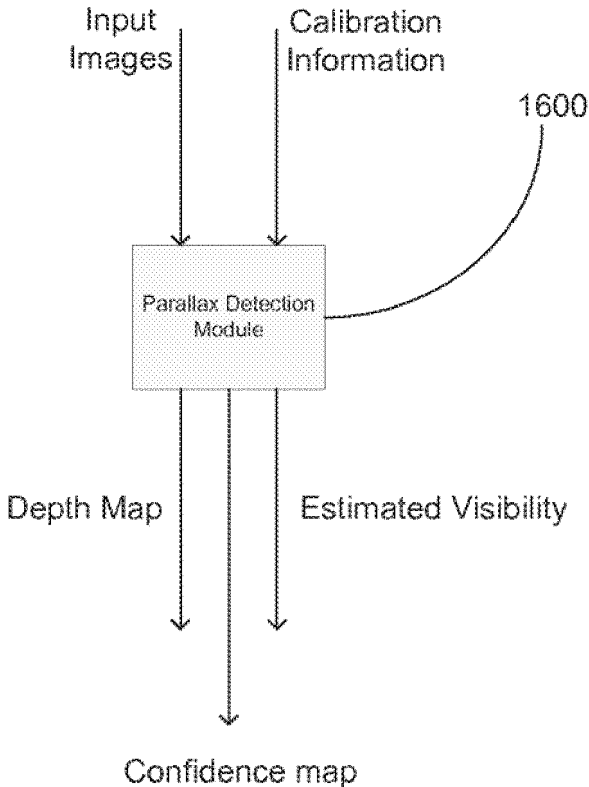 Input
Images
Calibration
Information
1600
Parallax Detection
Module
Depth Map
Estimated Visibility
Confidence map